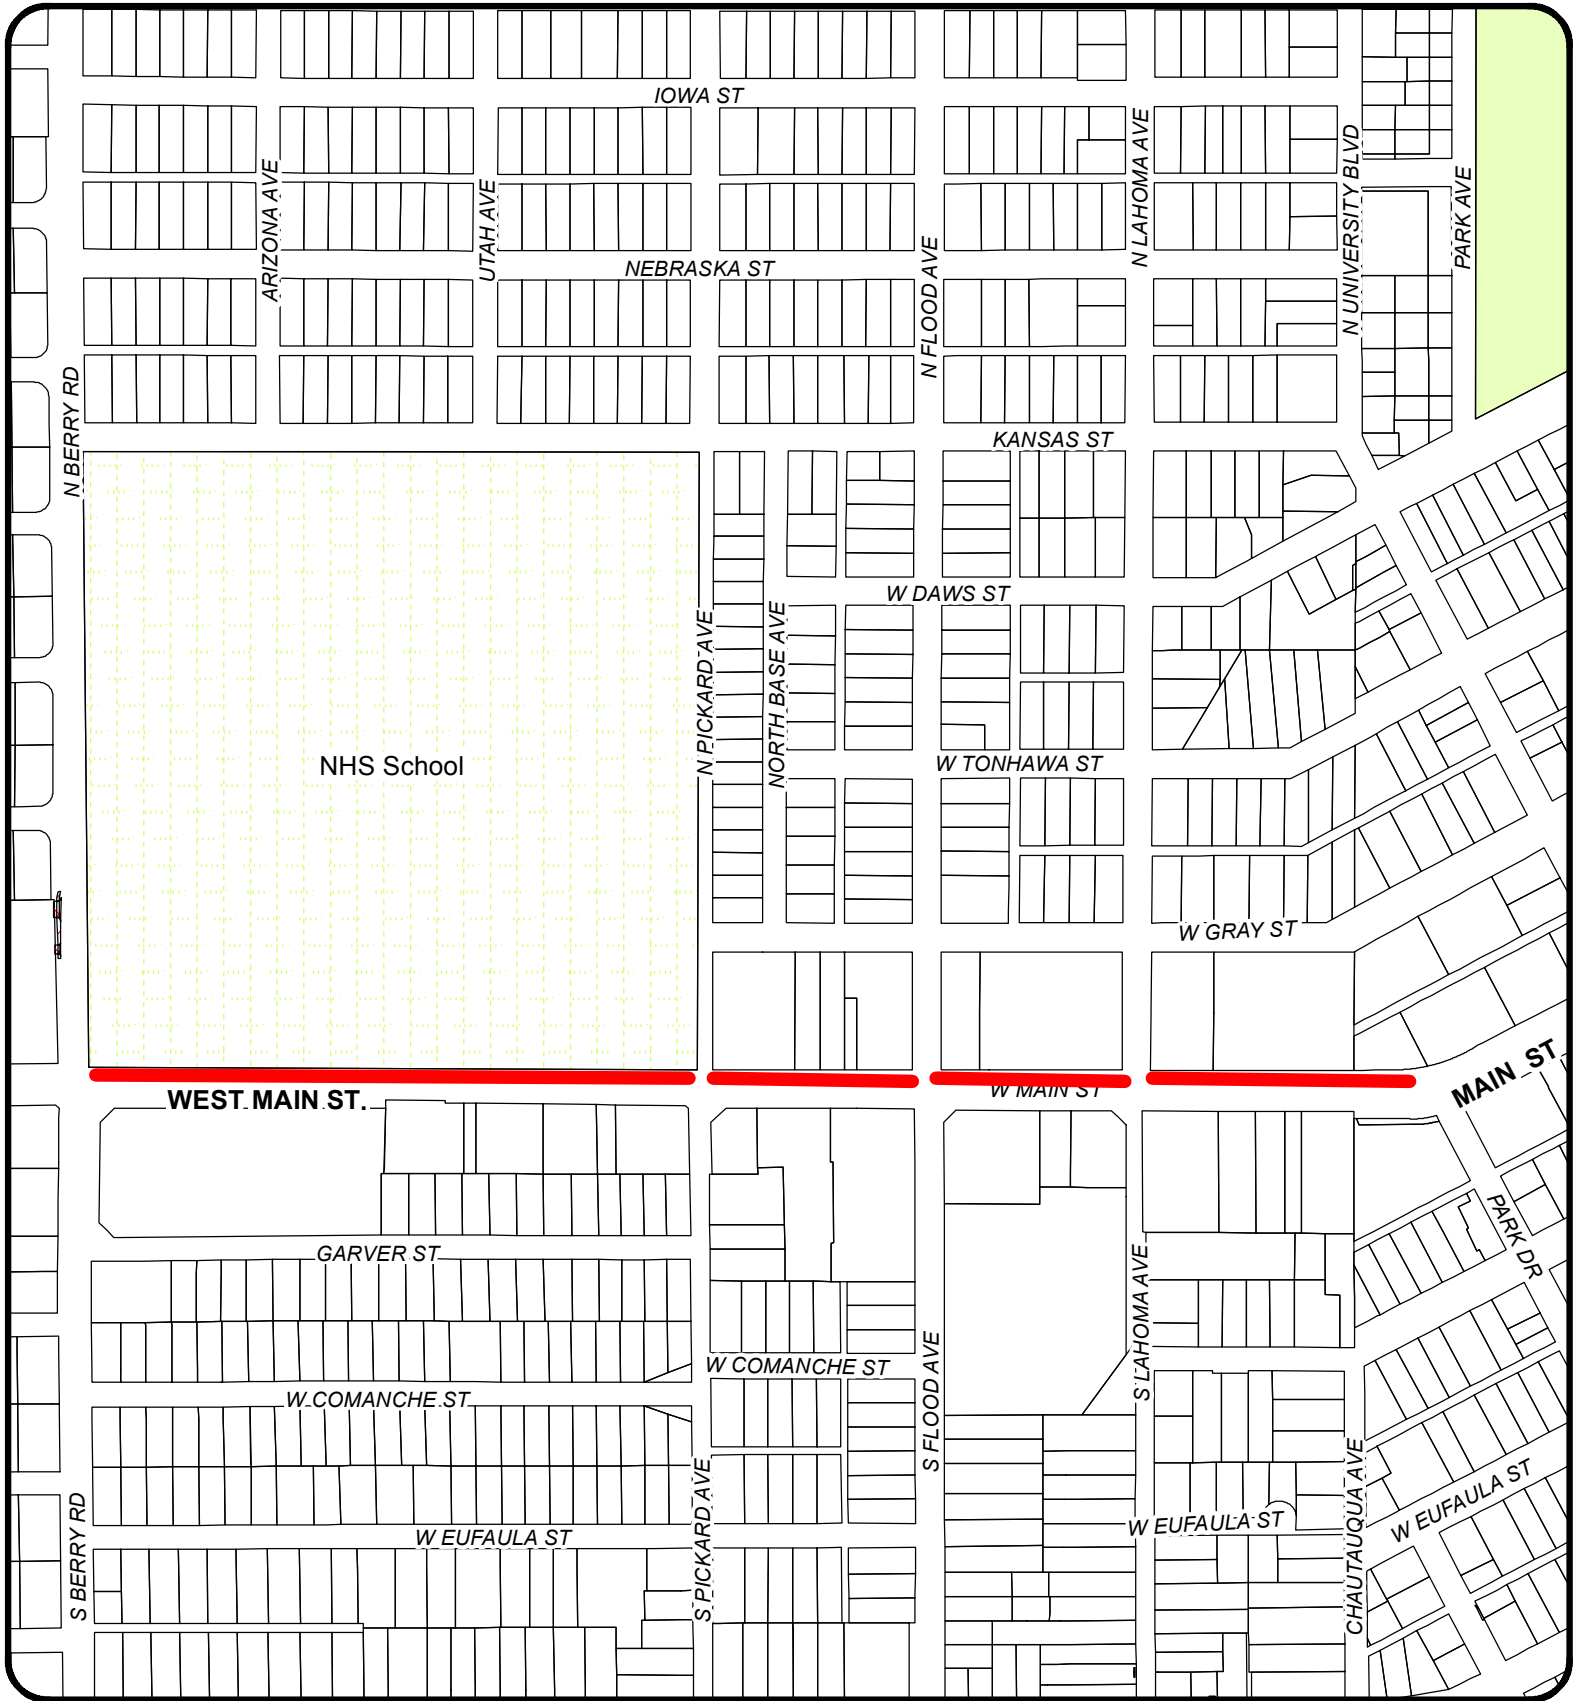 IOWA ST
ARIZONA AVE
UTAH AVE
N LAHOMA AVE
N UNIVERSITY BLVD
PARK AVE
NEBRASKA ST
N FLOOD AVE
N BERRY RD
KANSAS ST
W DAWS ST
N PICKARD AVE
NORTH BASE AVE
NHS School
W TONHAWA ST
W GRAY ST
WEST MAIN ST.
W MAIN ST
MAIN ST
GARVER ST
PARK DR
S LAHOMA AVE
W COMANCHE ST
W COMANCHE ST
S FLOOD AVE
S BERRY RD
W EUFAULA ST
S PICKARD AVE
W EUFAULA ST
CHAUTAUQUA AVE
W EUFAULA ST